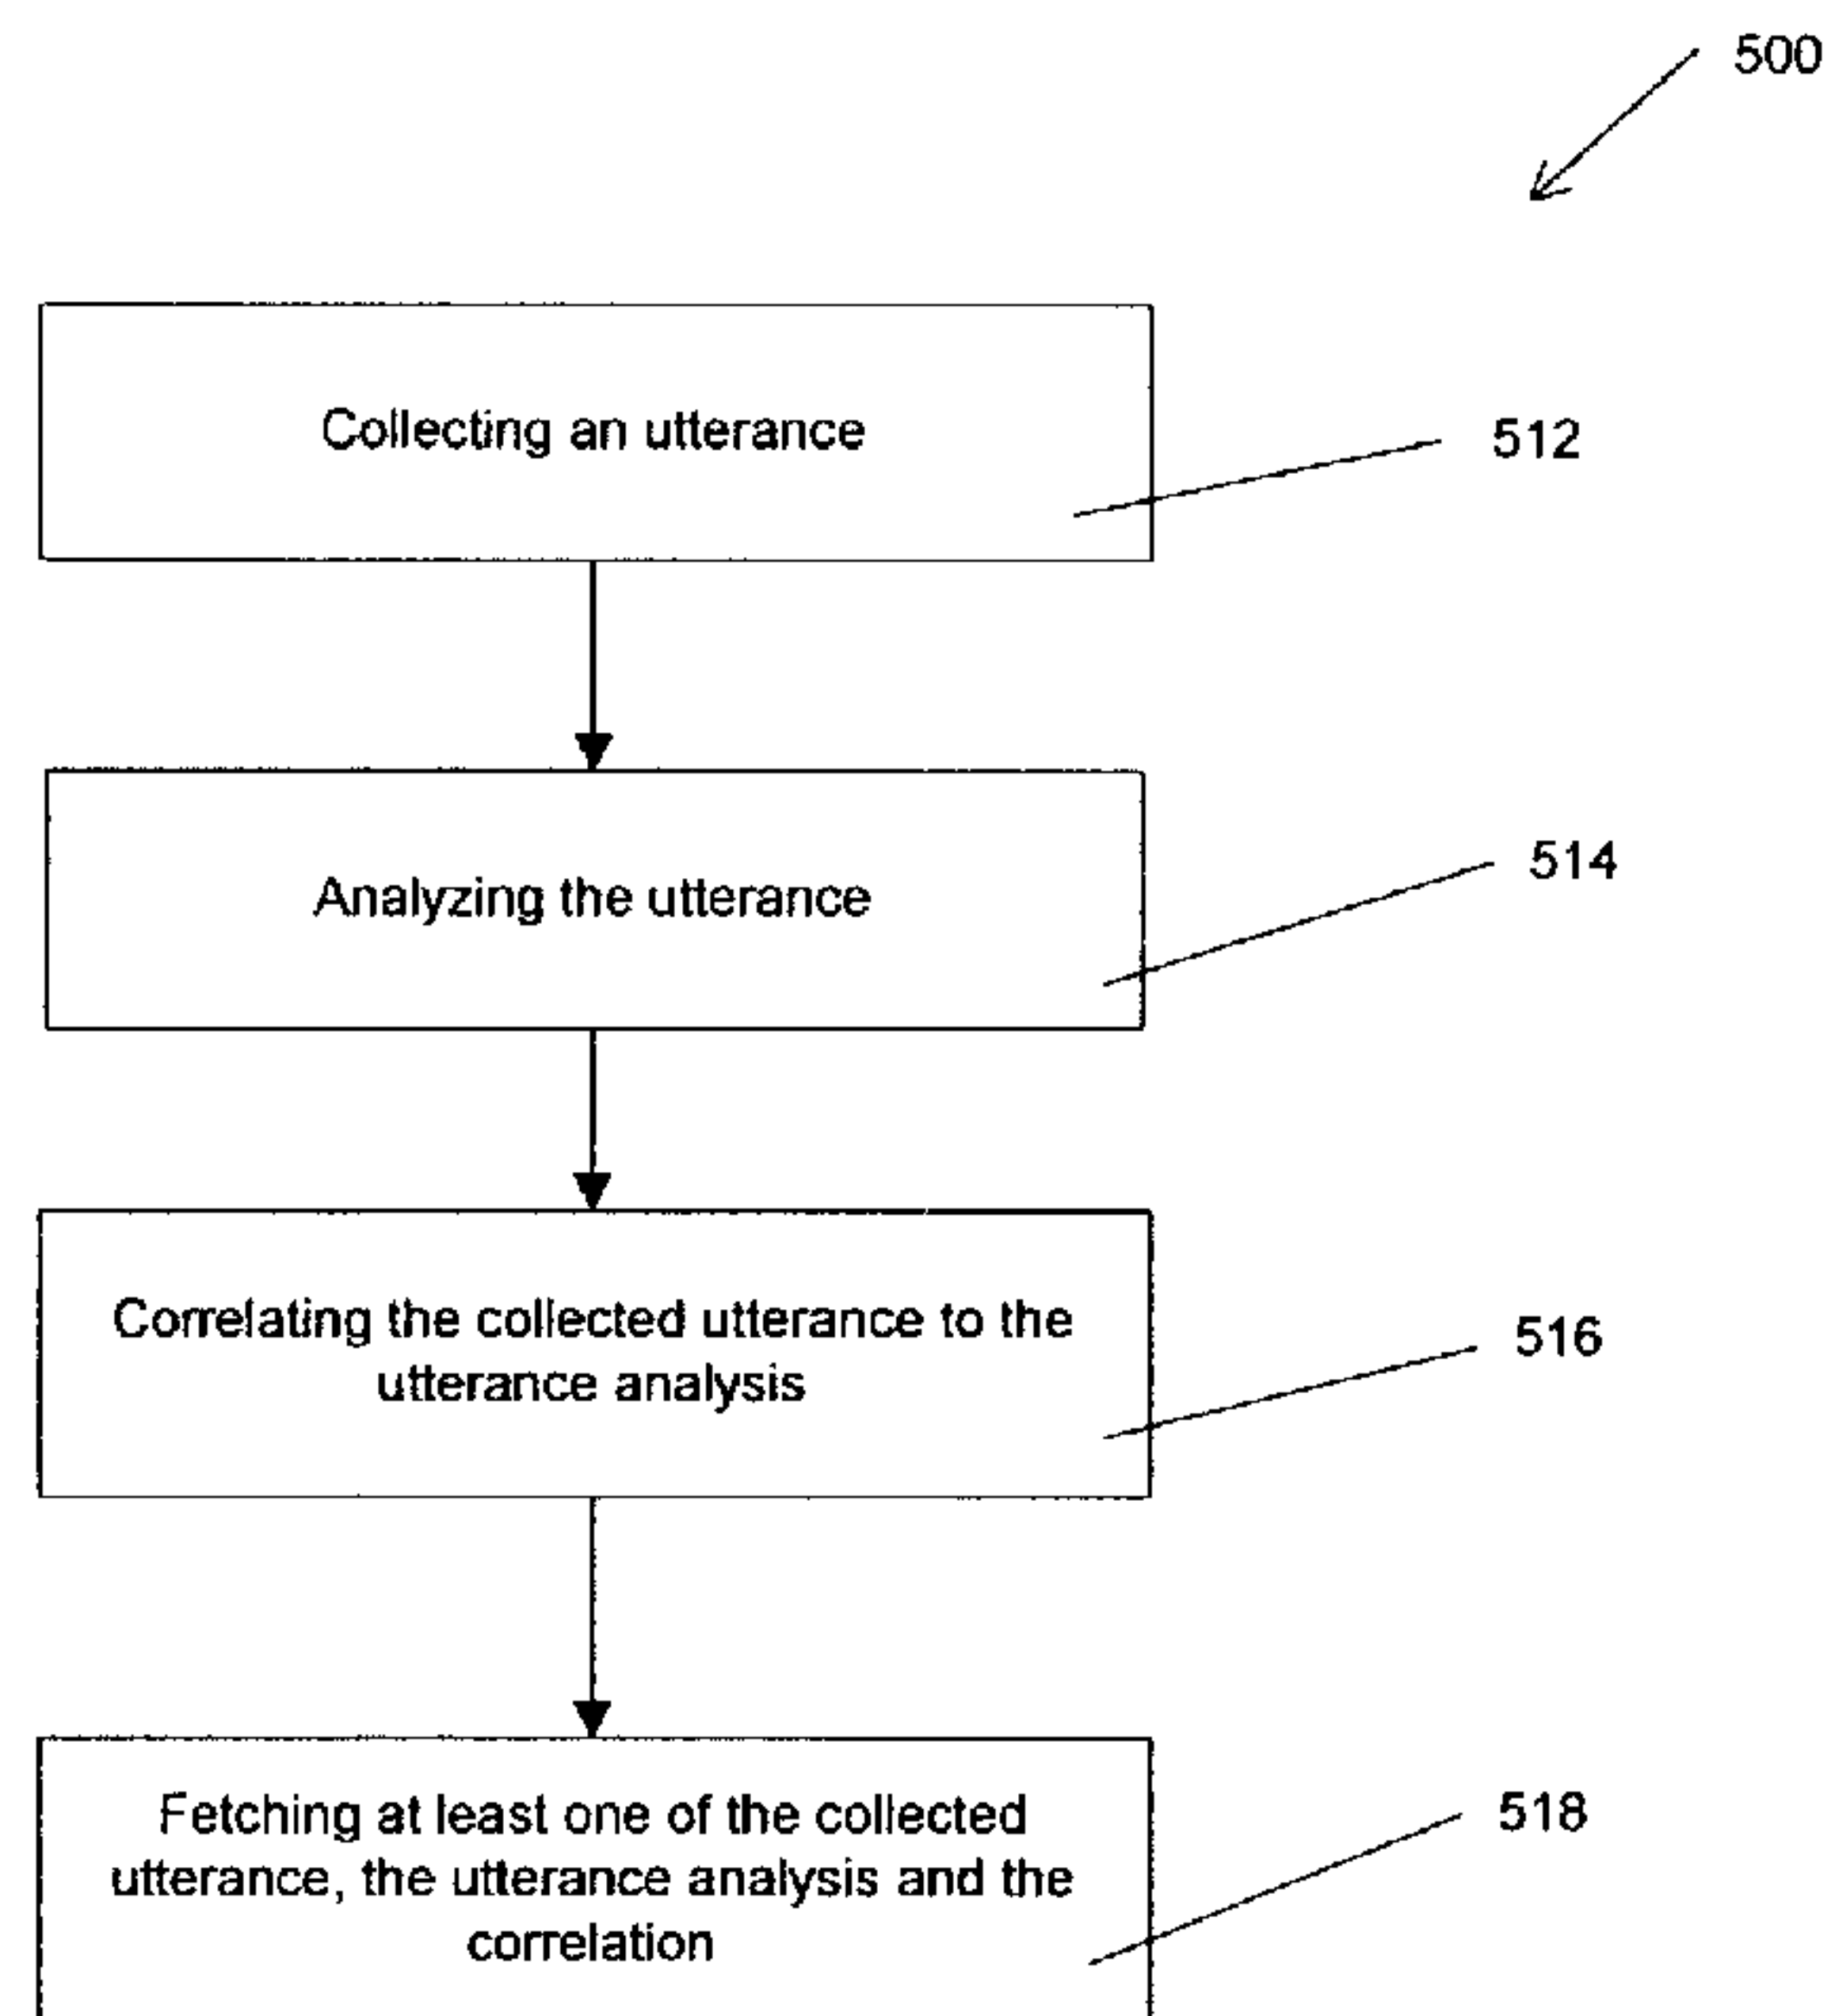 500
Collecting an utterance
512
Analyzing the utterance
514
Correlating the collected utterance to the
utterance analysis
516
Fetching at least one of the collected
utterance, the utterance analysis and the
correlation
518